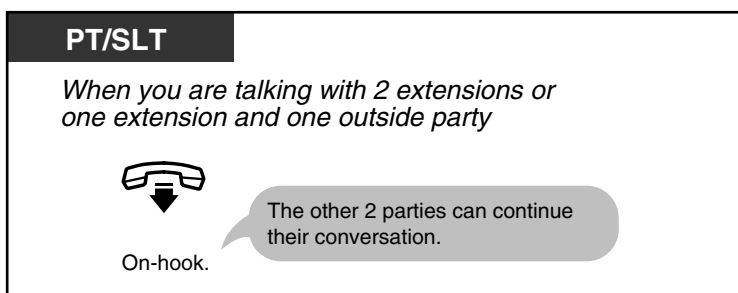 PT/SLT
When you are talking with 2 extensions or
one extension and one outside party
The other 2 parties can continue
their conversation.
On-hook.